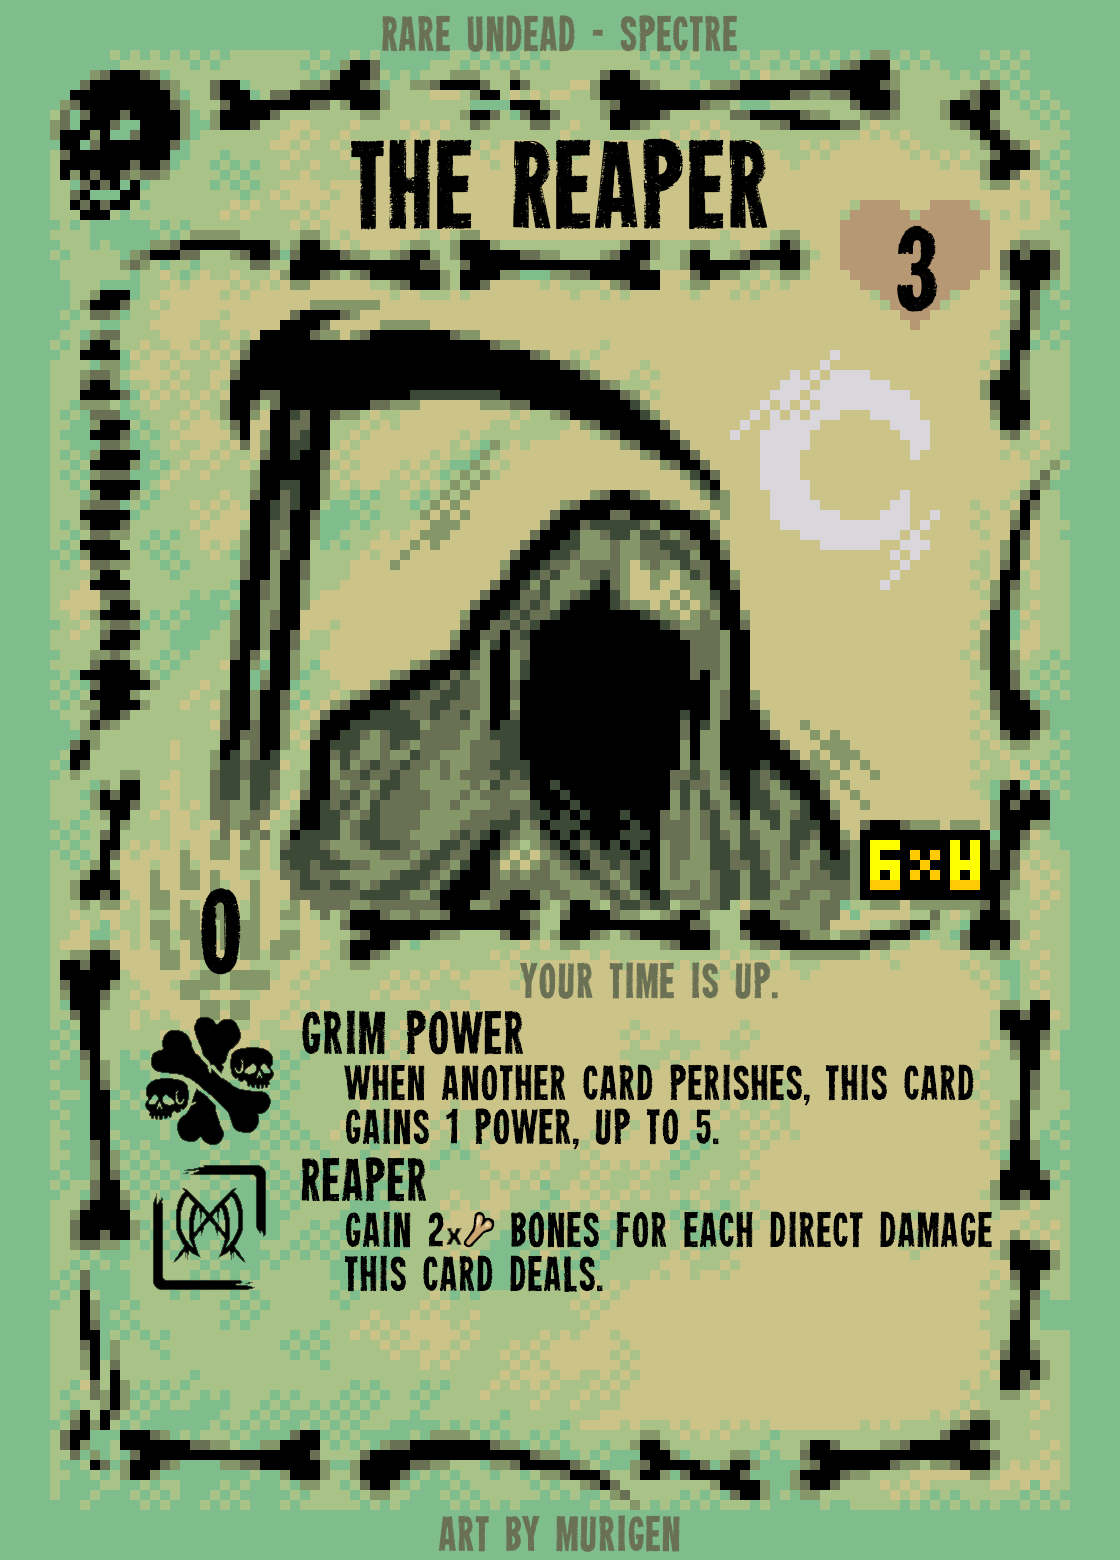 RARE UNDEAD - SPECTRE
THE REAPER
3
0
YOUR TIME IS UP.
GRIM POWER
WHEN ANOTHER CARD PERISHES, THIS CARD
GAINS 1 POWER, UP TO 5.
REAPER
GAIN 2x BONES FOR EACH DIRECT DAMAGE
THIS CARD DEALS.
ART BY MURIGEN